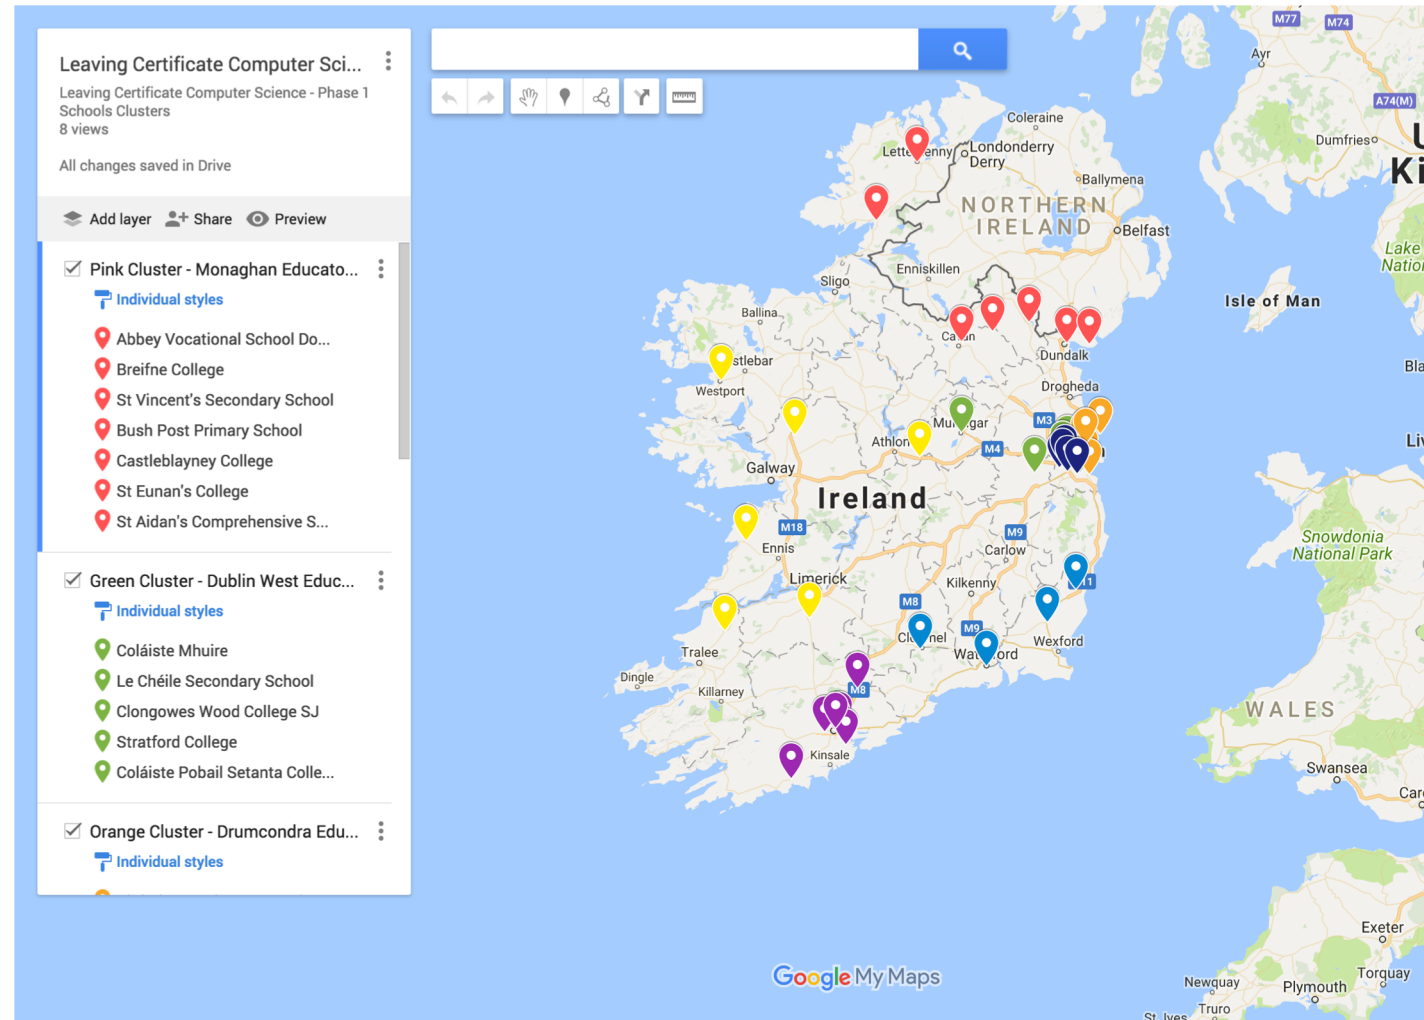 Leaving Certificate Computer Sci...
Leaving Certificate Computer Science - Phase 1
Schools Clusters
8 views
All changes saved in Drive
Add layer Share Preview
Pink Cluster - Monaghan Educato...
Individual styles
Abbey Vocational School Do...
Breifne College
St Vincent's Secondary School
Bush Post Primary School
Castleblayney College
St Eunan's College
St Aidan's Comprehensive S...
Green Cluster - Dublin West Educ...
Individual styles
Coláiste Mhuire
Le Chéile Secondary School
Clongowes Wood College SJ
Stratford College
Coláiste Pobail Setanta Colle...
Orange Cluster - Drumcondra Edu...
Individual styles
M77
M74
Ayr
A74(M)
Coleraine
Dumfries
Londonderry
Derry
Ballymena
NORTHERN
IRELAND
Belfast
Enniskillen
Sligo
Isle of Man
Ballina
Dundalk
Westport
Drogheda
M3
M4
Galway
Ireland
M18
M9
Ennis
Carlow
Snowdonia
National Park
Limerick
Kilkenny
M8
M9
Wexford
Tralee
Dingle
Killarney
M8
WALES
Kinsale
Swansea
Exeter
Google My Maps
Torquay
Newquay
Plymouth
Truro
St. Ives